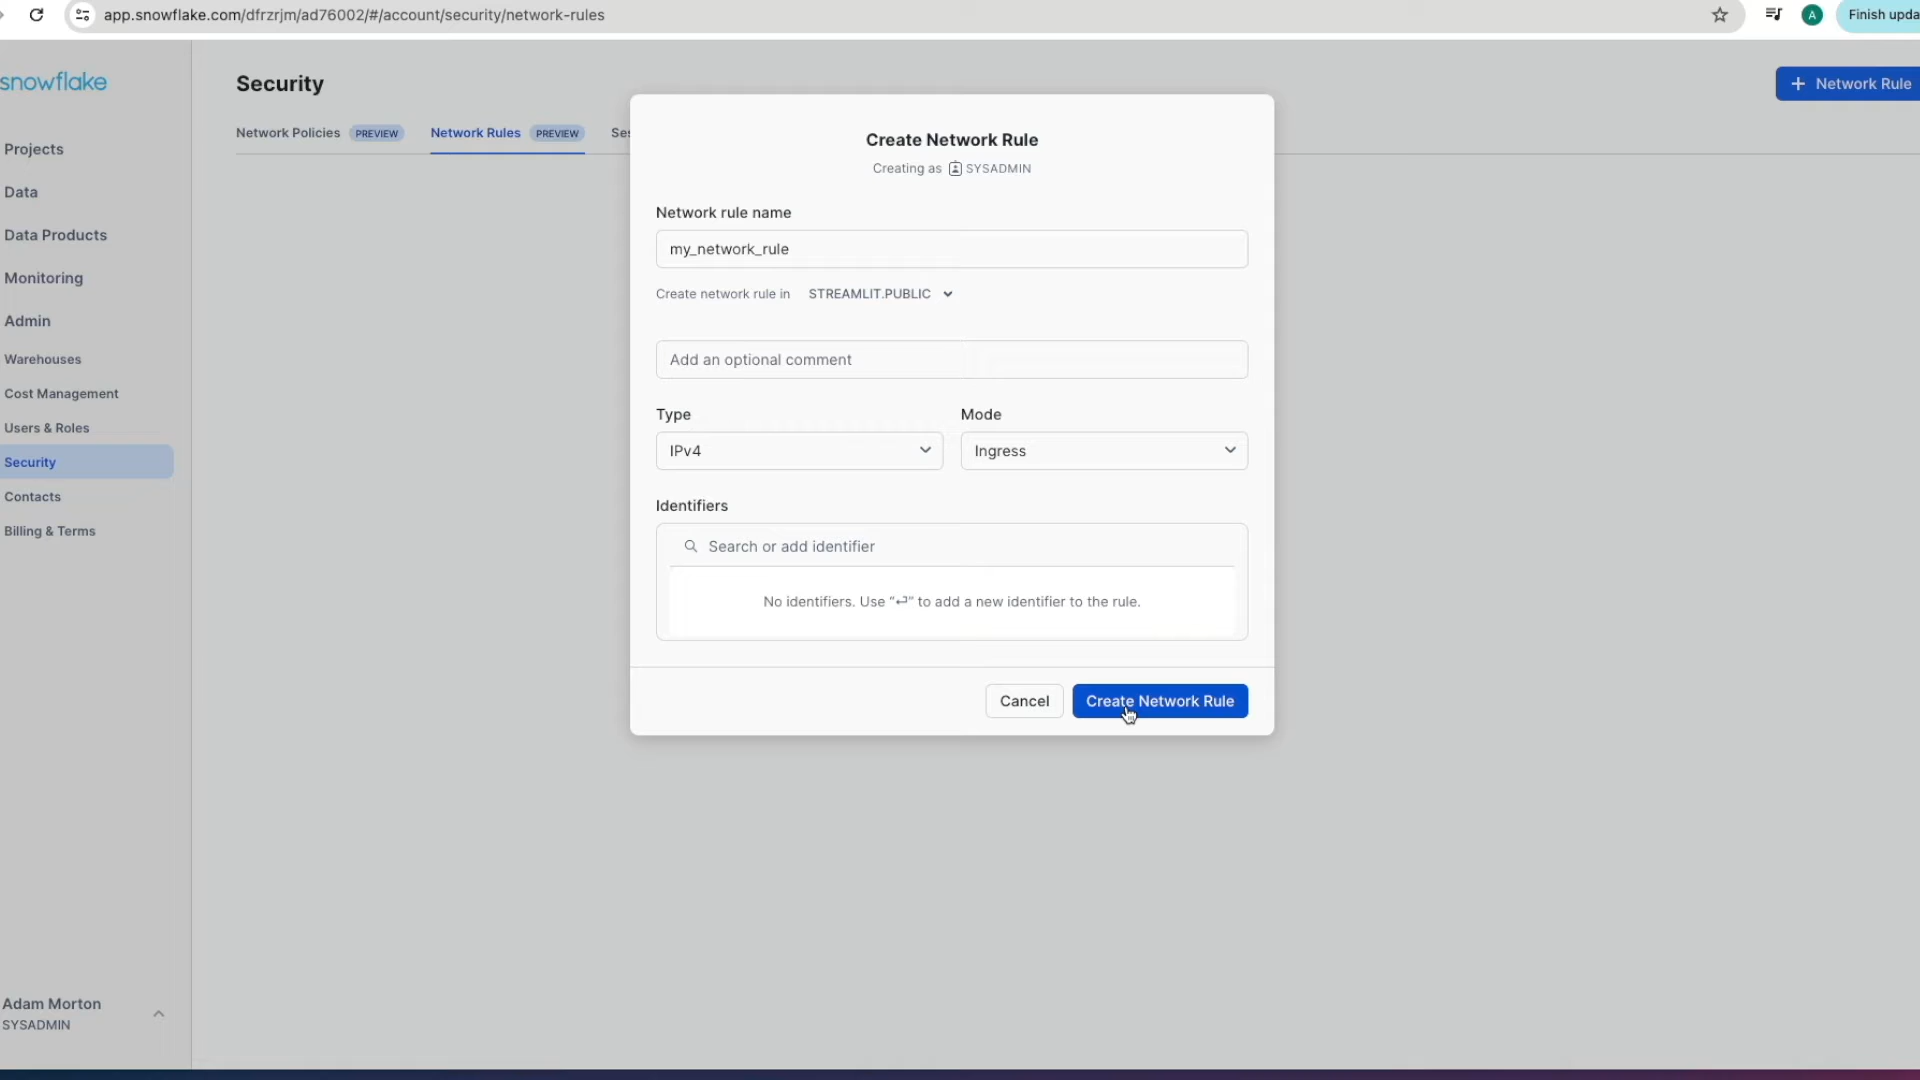 app.snowflake.com/dfrzrjm/ad76002/#/account/security/network-rules
A
Finish upda
snowflake
Projects
Data
Data Products
Monitoring
Admin
Warehouses
Cost Management
Users & Roles
Security
Contacts
Billing & Terms
Adam Morton
SYSADMIN
Security
+ Network Rule
Network Policies PREVIEW Network Rules PREVIEW Ses
Create Network Rule
Creating as SYSADMIN
Network rule name
my_network_rule
Create network rule in STREAMLIT.PUBLIC
Add an optional comment
Type Mode
IPv4 Ingress
Identifiers
Search or add identifier
No identifiers. Use “↵” to add a new identifier to the rule.
Cancel Create Network Rule